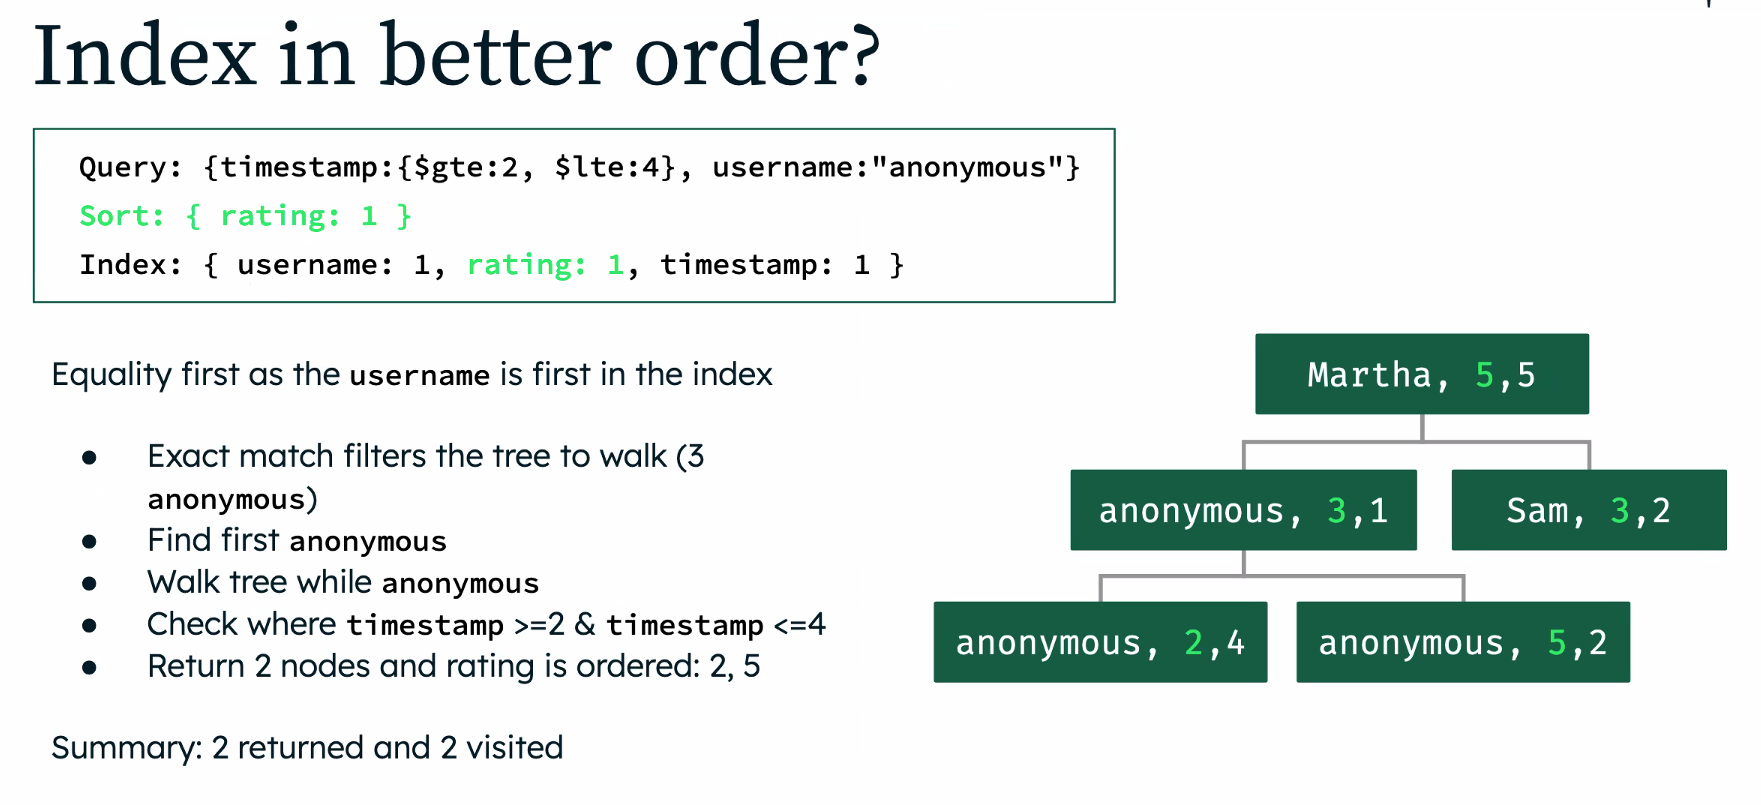 Index in better order?
Query: {timestamp:{$gte:2, $lte:4}, username:"anonymous"}
Sort: { rating: 1 }
Index: { username: 1, rating: 1, timestamp: 1 }
Equality first as the username is first in the index
● Exact match filters the tree to walk (3
anonymous)
● Find first anonymous
● Walk tree while anonymous
● Check where timestamp >=2 & timestamp <=4
● Return 2 nodes and rating is ordered: 2, 5
Summary: 2 returned and 2 visited
Martha, 5,5
anonymous, 3,1
Sam, 3,2
anonymous, 2,4
anonymous, 5,2